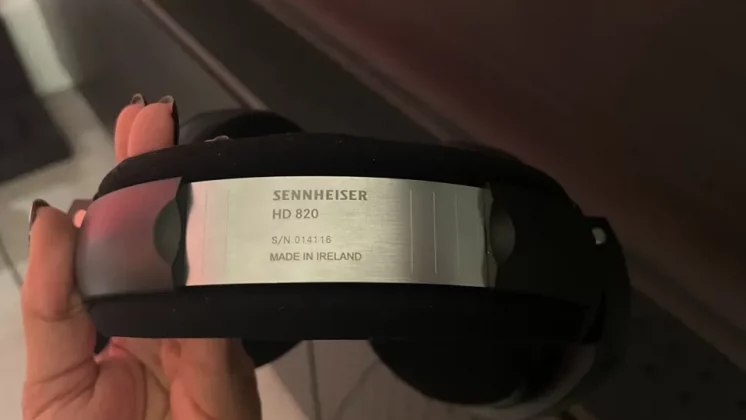 SENNHEISER
HD 820
S/N 014116
MADE IN IRELAND